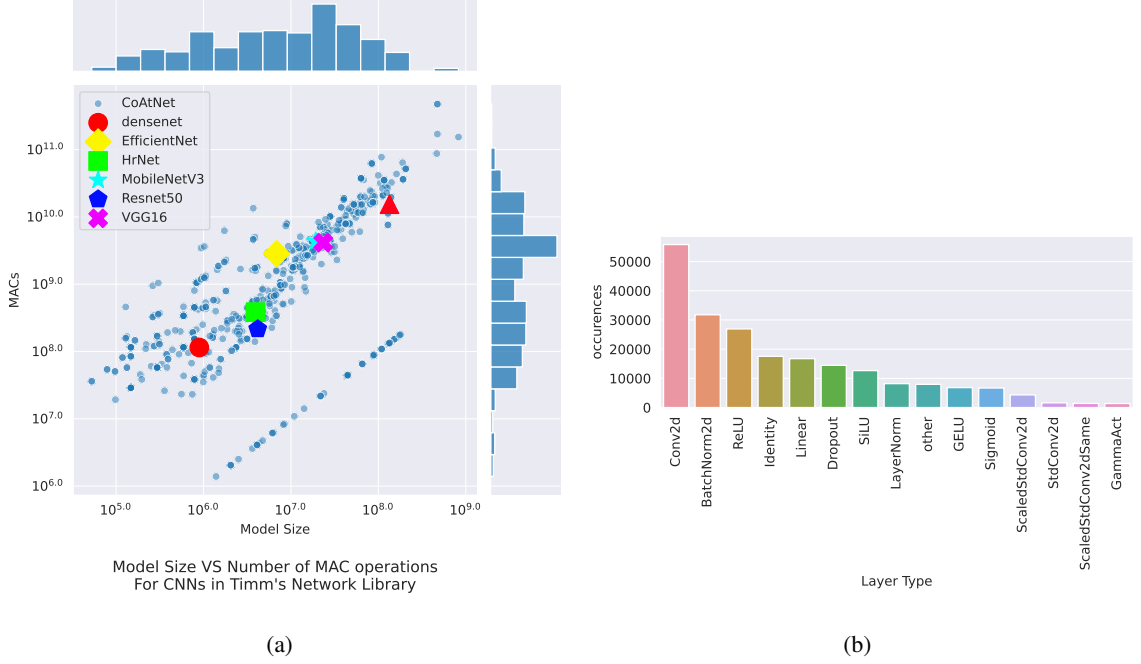 CoAtNet
densenet
EfficientNet
HrNet
MobileNetV3
Resnet50
VGG16
MACs
10^11.0
10^10.0
10^9.0
10^8.0
10^7.0
10^6.0
10^5.0 10^6.0 10^7.0 10^8.0 10^9.0
Model Size
Model Size VS Number of MAC operations
For CNNs in Timm's Network Library
(a)
occurences
50000
40000
30000
20000
10000
0
Conv2d
BatchNorm2d
ReLU
Identity
Linear
Dropout
SiLU
LayerNorm
other
GELU
Sigmoid
ScaledStdConv2d
StdConv2d
ScaledStdConv2dSame
GammaAct
Layer Type
(b)